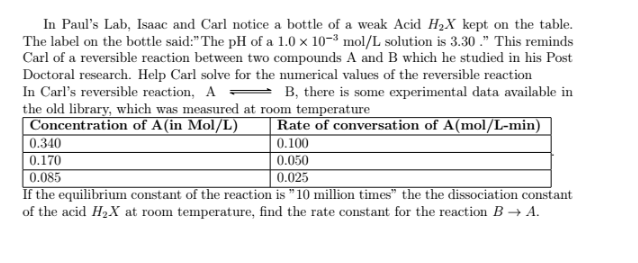 In Paul's Lab, Isaac and Carl notice a bottle of a weak Acid H₂X kept on the table.
The label on the bottle said:"The pH of a 1.0 × 10⁻³ mol/L solution is 3.30 ." This reminds
Carl of a reversible reaction between two compounds A and B which he studied in his Post
Doctoral research. Help Carl solve for the numerical values of the reversible reaction
In Carl's reversible reaction, A ⇌ B, there is some experimental data available in
the old library, which was measured at room temperature
Concentration of A(in Mol/L) Rate of conversation of A(mol/L-min)
0.340 0.100
0.170 0.050
0.085 0.025
If the equilibrium constant of the reaction is "10 million times" the the dissociation constant
of the acid H₂X at room temperature, find the rate constant for the reaction B → A.